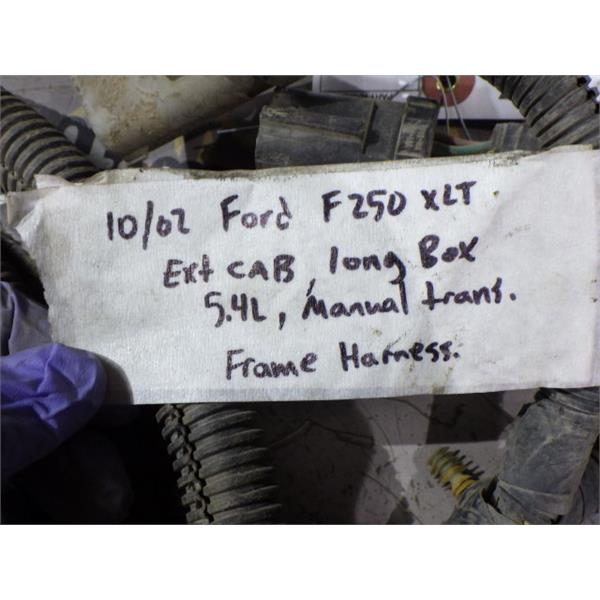 10/02 Ford F250 XLT
Ext CAB, long Box
5.4L, Manual trans.
Frame Harness.